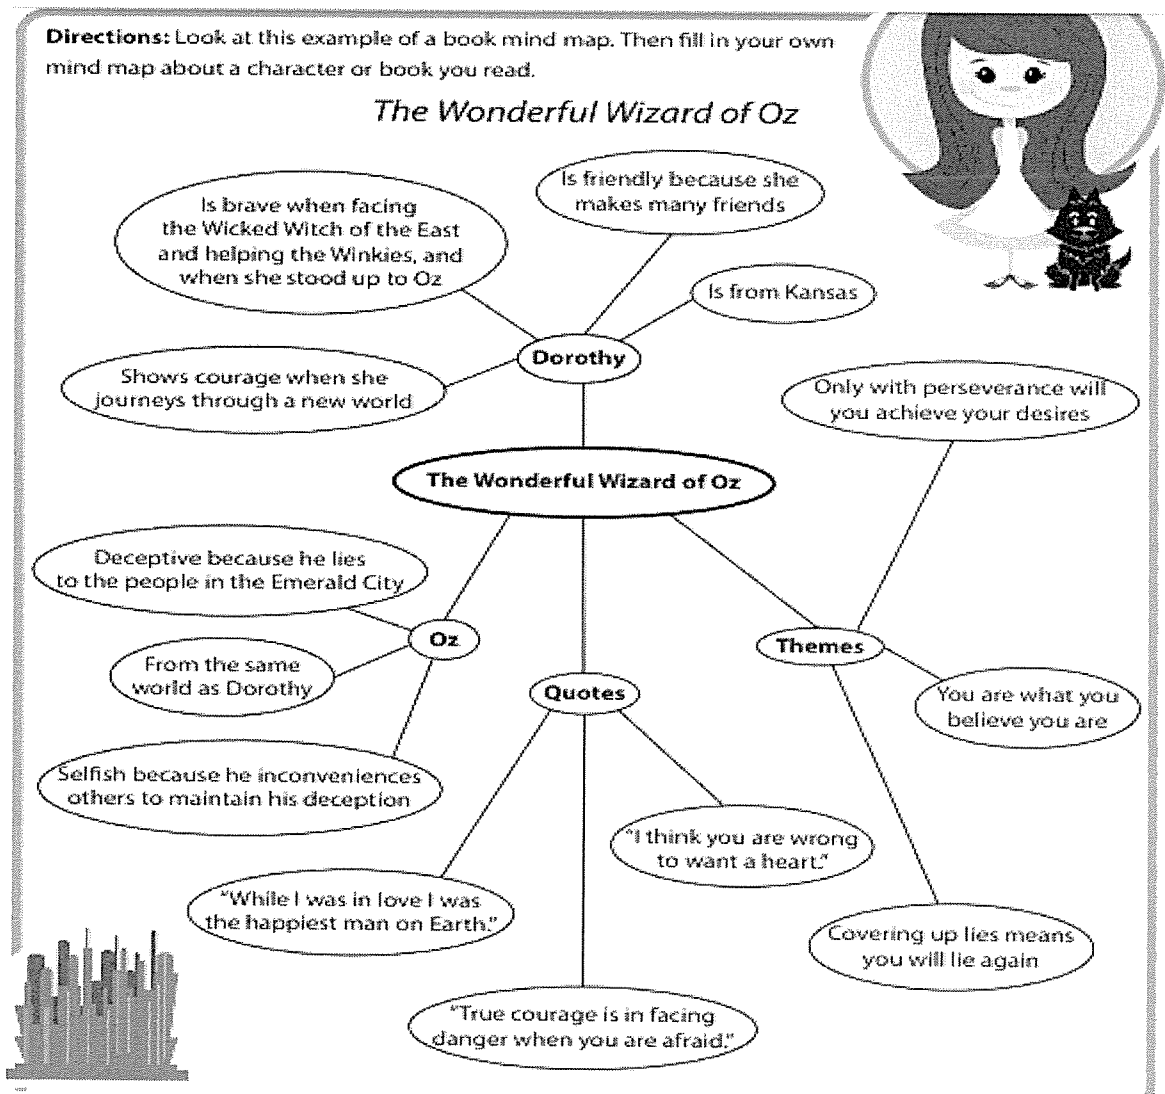 Directions: Look at this example of a book mind map. Then fill in your own
mind map about a character or book you read.
The Wonderful Wizard of Oz
Is friendly because she
makes many friends
Is brave when facing
the Wicked Witch of the East
and helping the Winkies, and
when she stood up to Oz
Is from Kansas
Dorothy
Shows courage when she
journeys through a new world
Only with perseverance will
you achieve your desires
The Wonderful Wizard of Oz
Deceptive because he lies
to the people in the Emerald City
Oz
From the same
world as Dorothy
Selfish because he inconveniences
others to maintain his deception
Quotes
"While I was in love I was
the happiest man on Earth."
"True courage is in facing
danger when you are afraid."
"I think you are wrong
to want a heart."
Themes
You are what you
believe you are
Covering up lies means
you will lie again